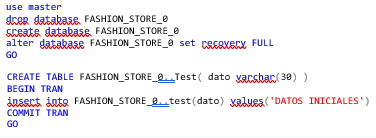 use master
drop database FASHION_STORE_0
create database FASHION_STORE_0
alter database FASHION_STORE_0 set recovery FULL
GO
CREATE TABLE FASHION_STORE_0..Test( dato varchar(30) )
BEGIN TRAN
insert into FASHION_STORE_0..test(dato) values('DATOS INICIALES')
COMMIT TRAN
GO